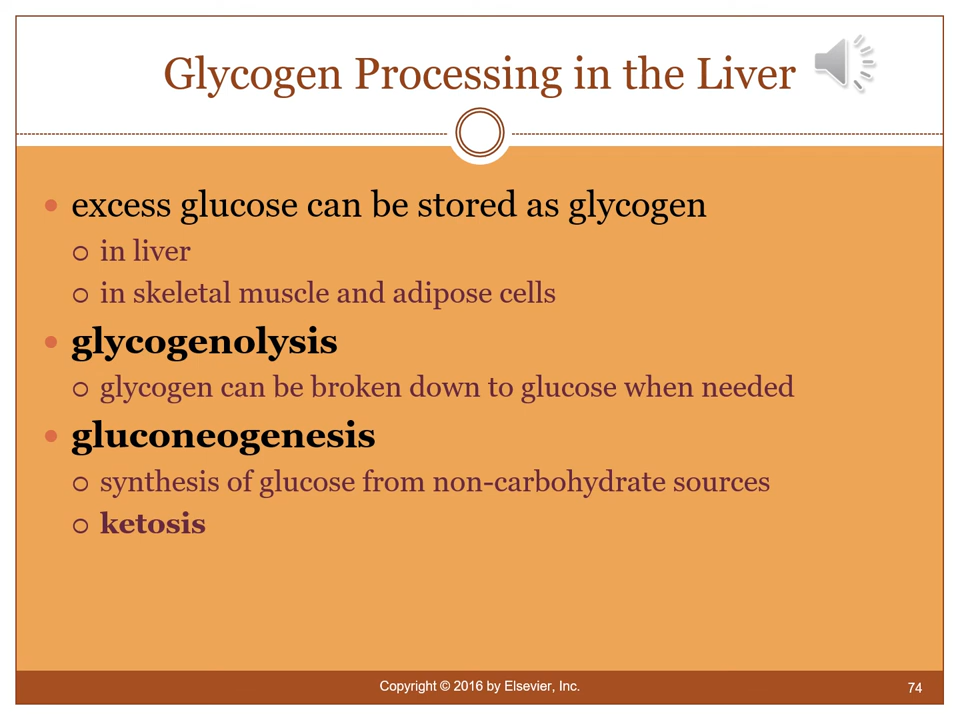 Glycogen Processing in the Liver
• excess glucose can be stored as glycogen
○ in liver
○ in skeletal muscle and adipose cells
• glycogenolysis
○ glycogen can be broken down to glucose when needed
• gluconeogenesis
○ synthesis of glucose from non-carbohydrate sources
○ ketosis
Copyright © 2016 by Elsevier, Inc.
74